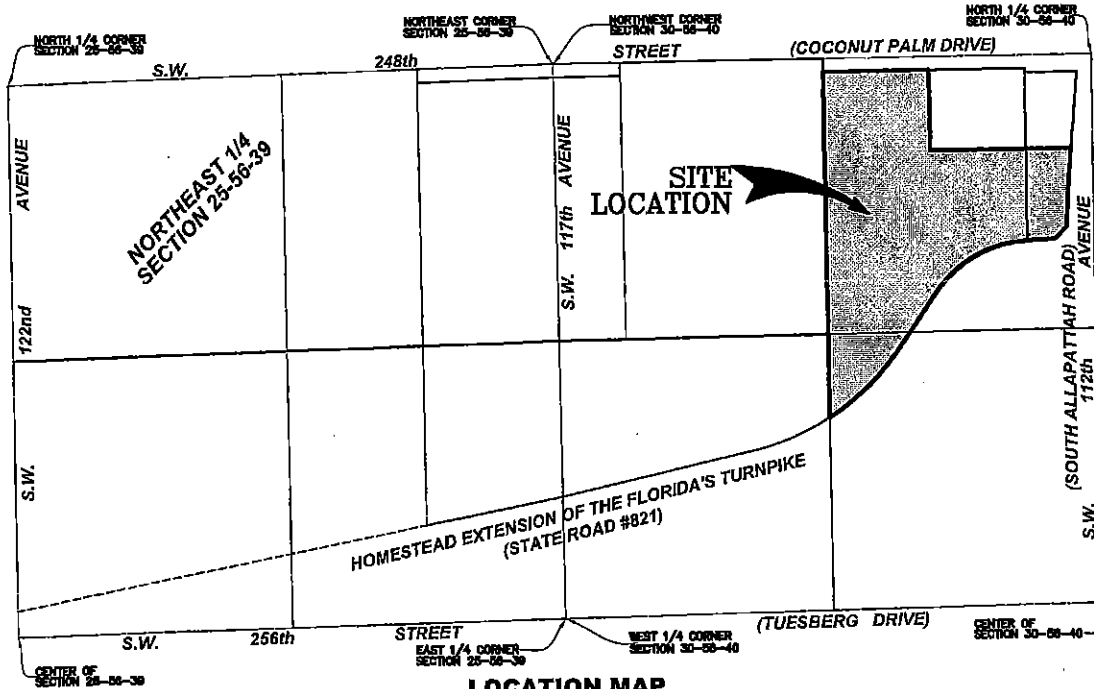 NORTH 1/4 CORNER
SECTION 25-56-39
NORTHEAST CORNER
SECTION 25-56-39
NORTHWEST CORNER
SECTION 30-56-40
NORTH 1/4 CORNER
SECTION 30-56-40
S.W. 248th STREET (COCONUT PALM DRIVE)
S.W. 122nd AVENUE
NORTHEAST 1/4
SECTION 25-56-39
S.W. 117th AVENUE
SITE
LOCATION
S.W. 112th AVENUE
(SOUTH ALLAPATTAH ROAD)
HOMESTEAD EXTENSION OF THE FLORIDA'S TURNPIKE
(STATE ROAD #821)
S.W. 256th STREET (TUESBERG DRIVE)
CENTER OF
SECTION 26-56-39
EAST 1/4 CORNER
SECTION 25-56-39
WEST 1/4 CORNER
SECTION 30-56-40
CENTER OF
SECTION 30-56-40
LOCATION MAP